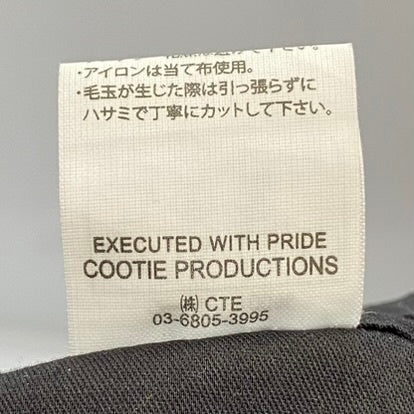 ・アイロンは当て布使用。
・毛玉が生じた際は引っ張らずに
ハサミで丁寧にカットして下さい。
EXECUTED WITH PRIDE
COOTIE PRODUCTIONS
㈱ CTE
03-6805-3995